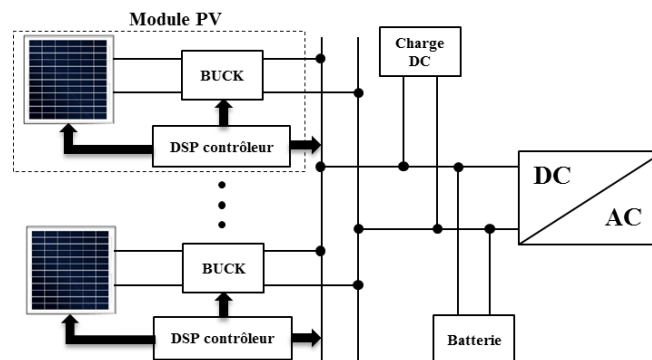 Module PV
BUCK
DSP contrôleur
Charge
DC
DC
AC
BUCK
DSP contrôleur
Batterie